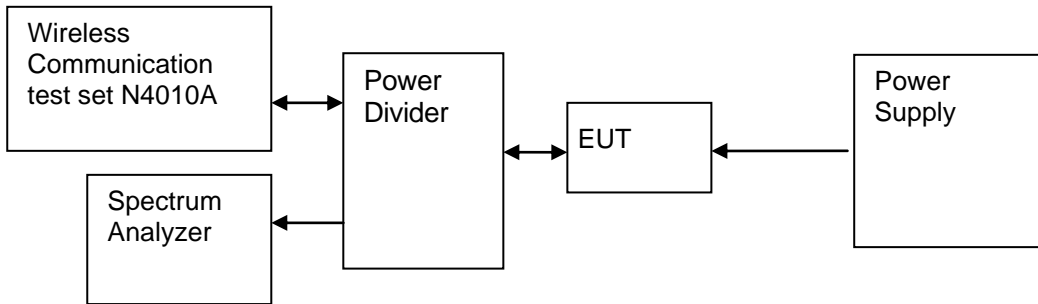 Wireless
Communication
test set N4010A
Power
Divider
Power
Supply
EUT
Spectrum
Analyzer